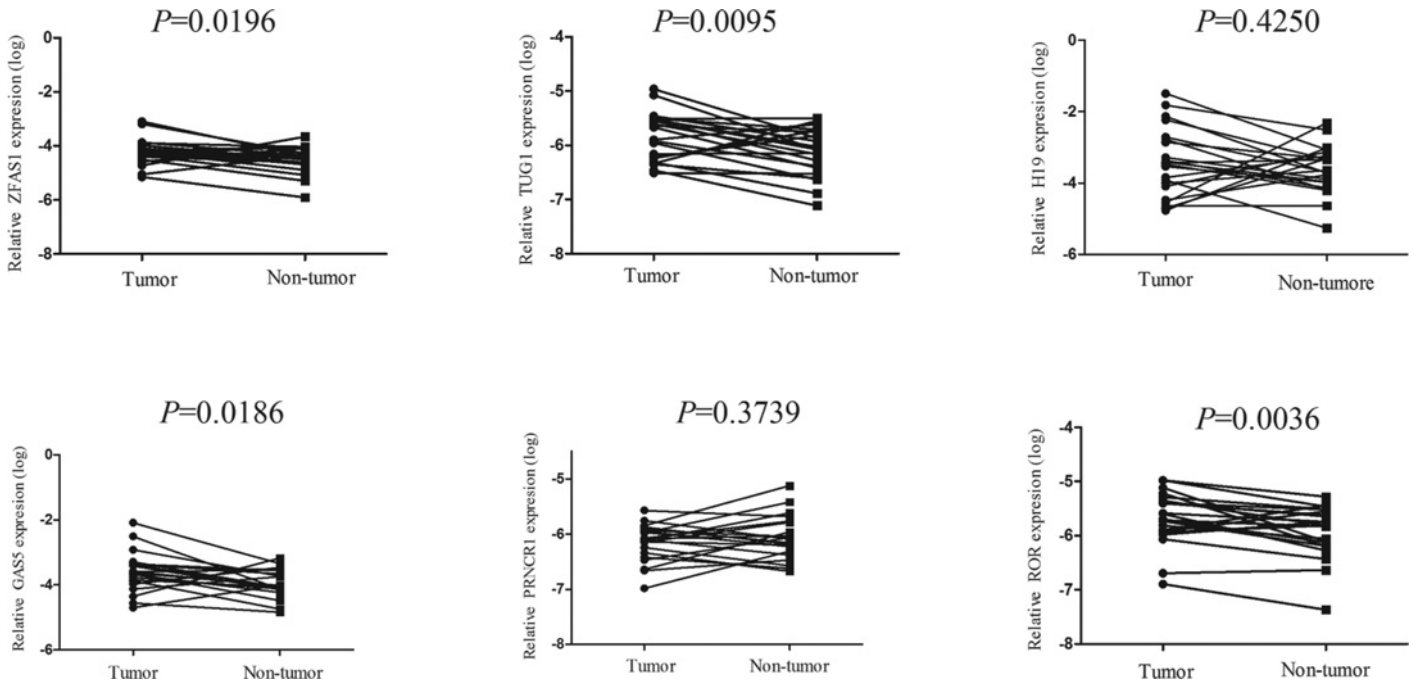 P=0.0196
Relative ZFAS1 expresion (log)
0
-2
-4
-6
-8
Tumor
Non-tumor
P=0.0095
Relative TUG1 expresion (log)
-4
-5
-6
-7
-8
Tumor
Non-tumor
P=0.4250
Relative H19 expresion (log)
0
-2
-4
-6
Tumor
Non-tumore
P=0.0186
Relative GAS5 expresion (log)
0
-2
-4
-6
Tumor
Non-tumor
P=0.3739
Relative PRNCR1 expresion (log)
-5
-6
-7
-8
Tumor
Non-tumor
P=0.0036
Relative ROR expresion (log)
-4
-5
-6
-7
-8
Tumor
Non-tumor